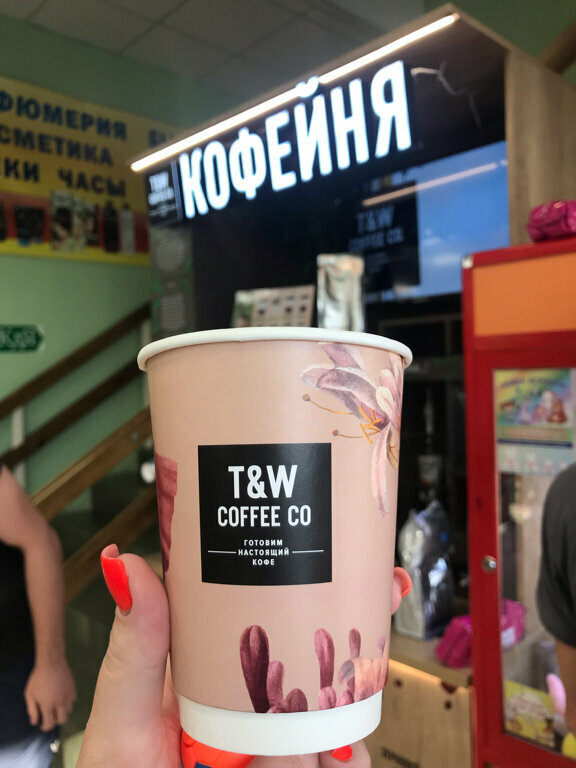 ФЮМЕРИЯ
СМЕТИКА
КИ ЧАСЫ
T&W
КОФЕЙНЯ
T&W
COFFEE CO.
T&W
COFFEE CO
ГОТОВИМ
НАСТОЯЩИЙ
КОФЕ